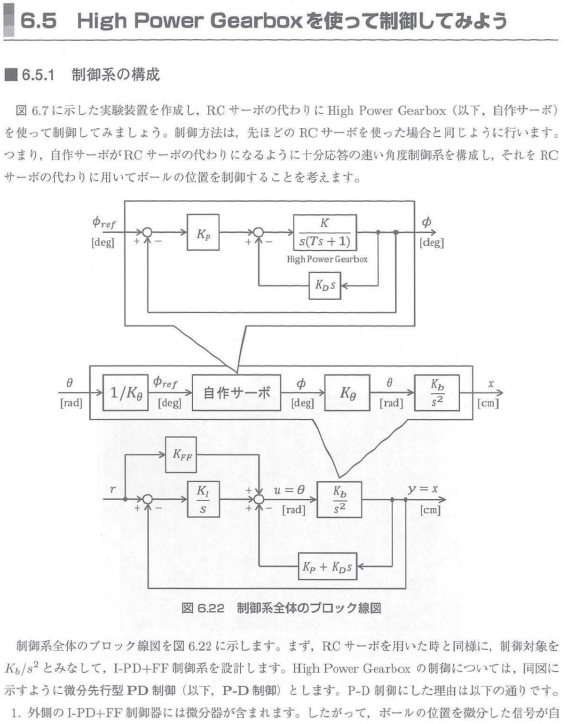 6.5 High Power Gearboxを使って制御してみよう
■ 6.5.1 制御系の構成
図 6.7 に示した実験装置を作成し，RC サーボの代わりに High Power Gearbox（以下，自作サーボ）
を使って制御してみましょう。制御方法は，先ほどの RC サーボを使った場合と同じように行います。
つまり，自作サーボが RC サーボの代わりになるように十分応答の速い角度制御系を構成し，それを RC
サーボの代わりに用いてボールの位置を制御することを考えます。
ϕref
[deg]
+
−
KP
+
−
K
s(Ts + 1)
High Power Gearbox
ϕ
[deg]
KDs
θ
[rad]
1/Kθ
ϕref
[deg]
自作サーボ
ϕ
[deg]
Kθ
θ
[rad]
Kb
s²
x
[cm]
KFF
r
+
−
KI
s
+
+
−
u = θ
[rad]
Kb
s²
y = x
[cm]
KP + KDs
図 6.22 制御系全体のブロック線図
制御系全体のブロック線図を図 6.22 に示します。まず，RC サーボを用いた時と同様に，制御対象を
Kb/s² とみなして，I-PD+FF 制御系を設計します。High Power Gearbox の制御については，同図に
示すように微分先行型 PD 制御（以下，P-D 制御）とします。P-D 制御にした理由は以下の通りです。
1. 外側の I-PD+FF 制御器には微分器が含まれます。したがって，ボールの位置を微分した信号が自